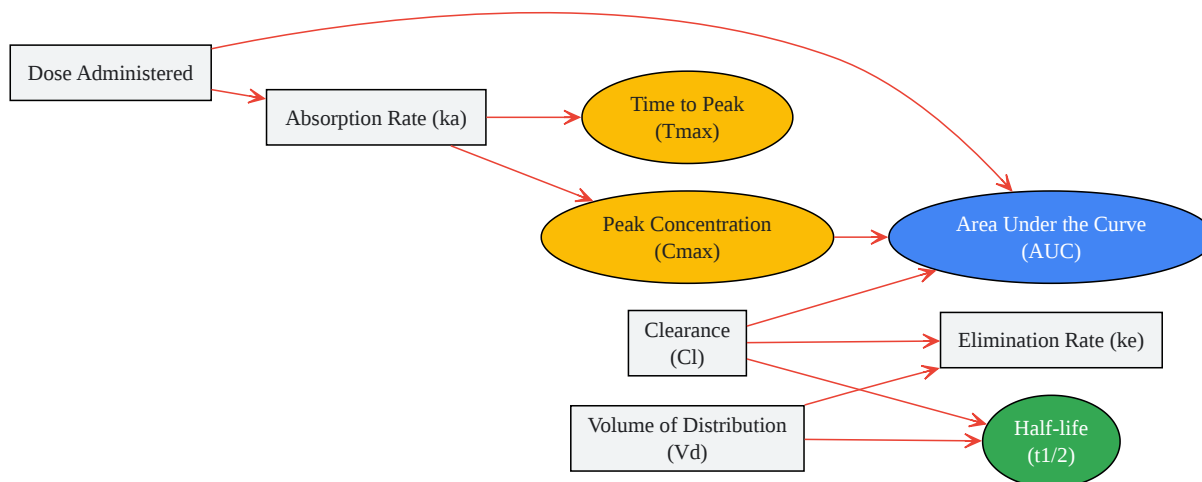 Dose Administered
Absorption Rate (ka)
Time to Peak
(Tmax)
Peak Concentration
(Cmax)
Area Under the Curve
(AUC)
Clearance
(Cl)
Elimination Rate (ke)
Volume of Distribution
(Vd)
Half-life
(t1/2)